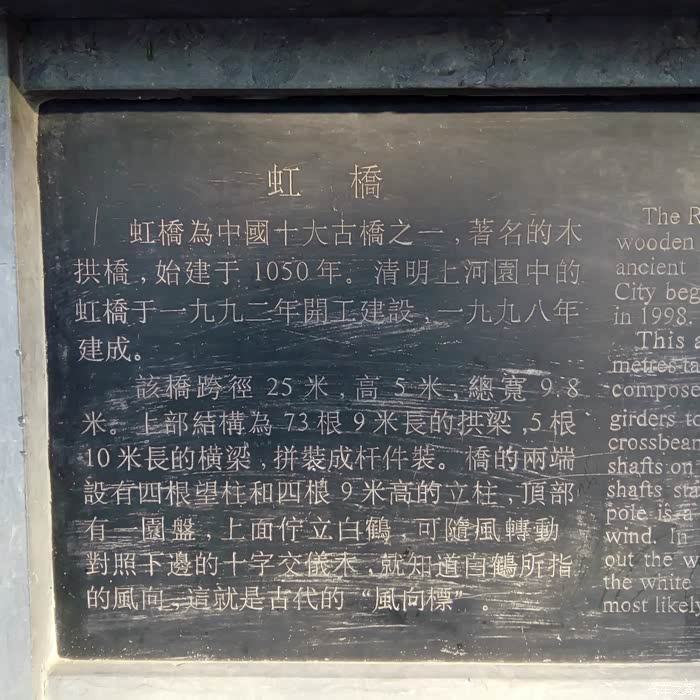 虹 橋
虹橋為中國十大古橋之一，著名的木
拱橋，始建于 1050 年。清明上河園中的
虹橋于一九九二年開工建設，一九九八年
建成。
該橋跨徑 25 米，高 5 米，總寬 9.8
米。上部結構為 73 根 9 米長的拱梁，5 根
10 米長的橫梁，拼裝成杆件裝。橋的兩端
設有四根望柱和四根 9 米高的立柱，頂部
有一圓盤，上面佇立白鶴，可隨風轉動
對照下邊的十字交儀木，就知道白鶴所指
的風向，這就是古代的“風向標”。
The R
wooden
ancient
City beg
in 1998.
This a
metres ta
compos
girders to
crossbear
shafts on
shafts sta
pole is a
wind. In
out the w
the white
most likely